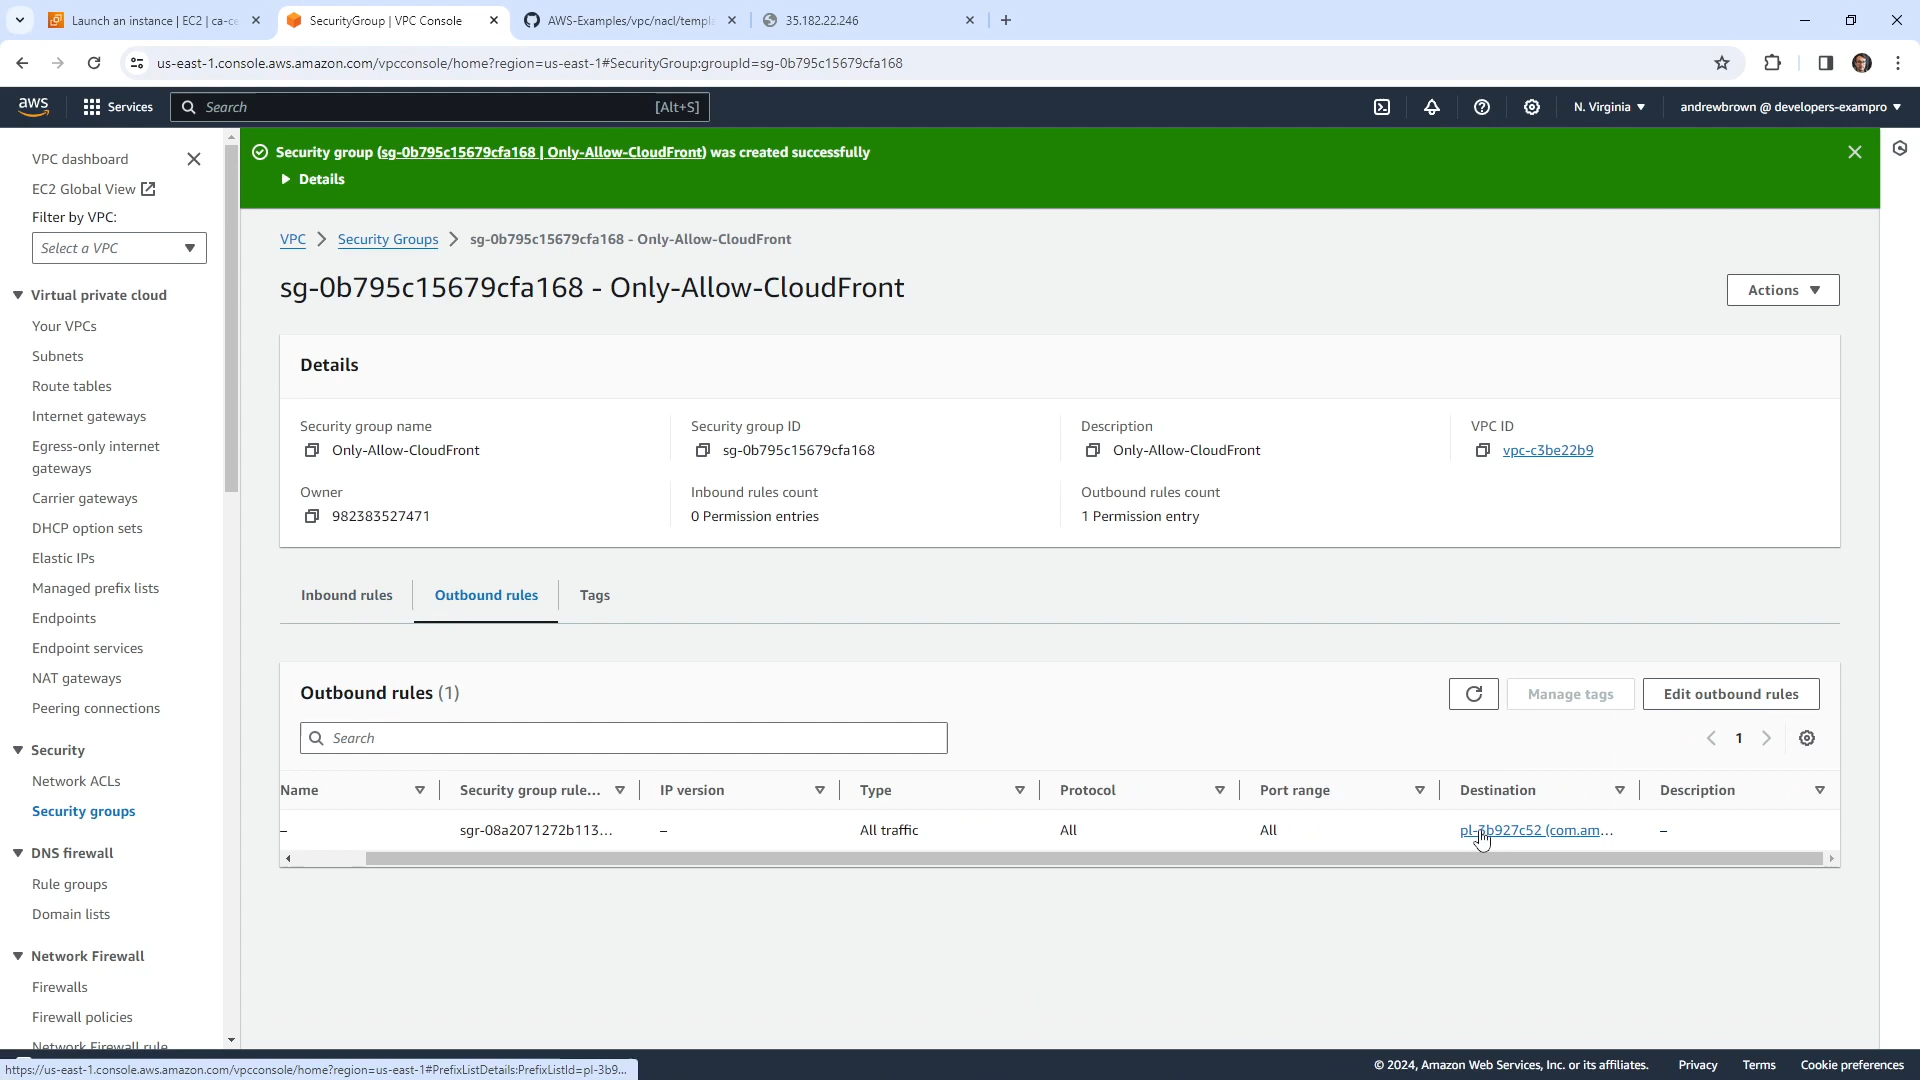 Launch an instance | EC2 | ca-ce
SecurityGroup | VPC Console
AWS-Examples/vpc/nacl/templ
35.182.22.246
us-east-1.console.aws.amazon.com/vpcconsole/home?region=us-east-1#SecurityGroup:groupId=sg-0b795c15679cfa168
aws
Services
Search
[Alt+S]
N. Virginia
andrewbrown @ developers-exampro
VPC dashboard
EC2 Global View
Filter by VPC:
Select a VPC
Virtual private cloud
Your VPCs
Subnets
Route tables
Internet gateways
Egress-only internet
gateways
Carrier gateways
DHCP option sets
Elastic IPs
Managed prefix lists
Endpoints
Endpoint services
NAT gateways
Peering connections
Security
Network ACLs
Security groups
DNS firewall
Rule groups
Domain lists
Network Firewall
Firewalls
Firewall policies
Network Firewall rule
Security group (sg-0b795c15679cfa168 | Only-Allow-CloudFront) was created successfully
Details
VPC > Security Groups > sg-0b795c15679cfa168 - Only-Allow-CloudFront
sg-0b795c15679cfa168 - Only-Allow-CloudFront
Actions
Details
Security group name
Only-Allow-CloudFront
Security group ID
sg-0b795c15679cfa168
Description
Only-Allow-CloudFront
VPC ID
vpc-c3be22b9
Owner
982383527471
Inbound rules count
0 Permission entries
Outbound rules count
1 Permission entry
Inbound rules
Outbound rules
Tags
Outbound rules (1)
Manage tags
Edit outbound rules
Search
1
Name
Security group rule...
IP version
Type
Protocol
Port range
Destination
Description
–
sgr-08a2071272b113...
–
All traffic
All
All
pl-3b927c52 (com.am...
–
https://us-east-1.console.aws.amazon.com/vpcconsole/home?region=us-east-1#PrefixListDetails:PrefixListId=pl-3b9...
© 2024, Amazon Web Services, Inc. or its affiliates.
Privacy
Terms
Cookie preferences